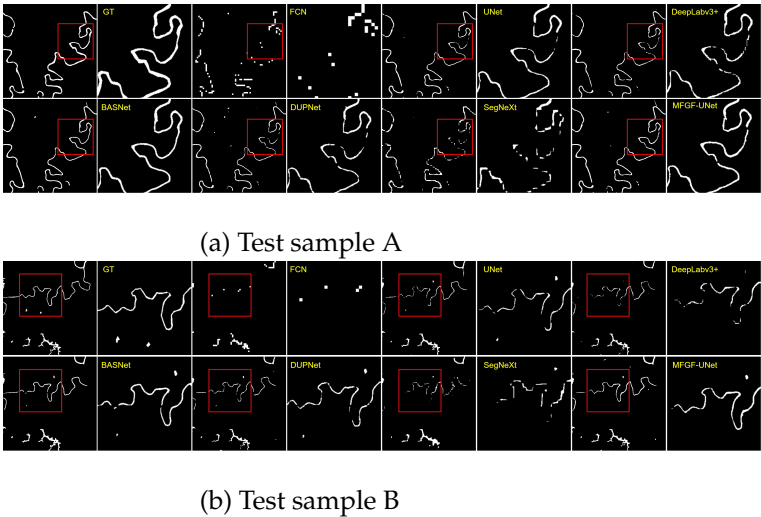 GT FCN UNet DeepLabv3+
BASNet DUPNet SegNeXt MFGF-UNet
(a) Test sample A
GT FCN UNet DeepLabv3+
BASNet DUPNet SegNeXt MFGF-UNet
(b) Test sample B